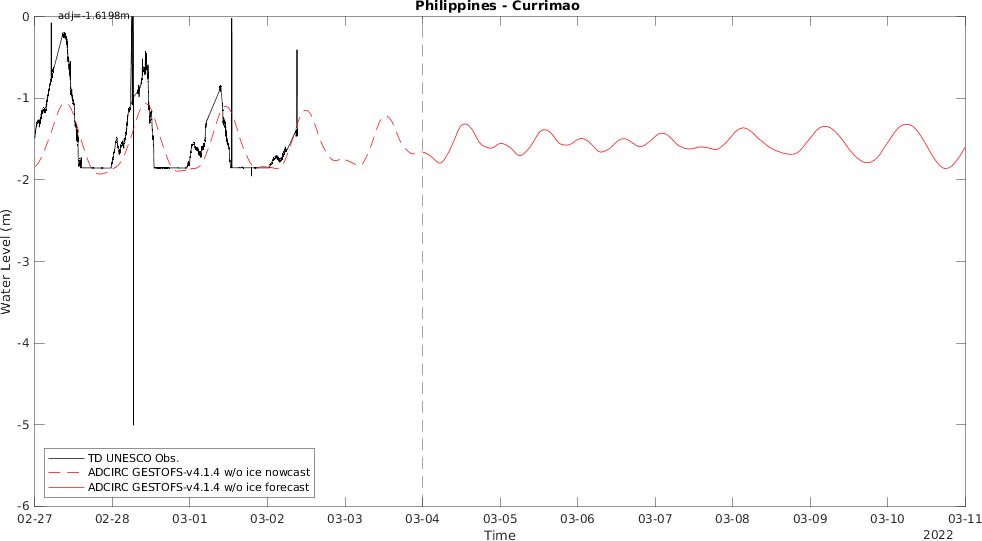 Philippines - Currimao
adj=-1.6198m
0
-1
-2
-3
-4
-5
-6
Water Level (m)
TD UNESCO Obs.
ADCIRC GESTOFS-v4.1.4 w/o ice nowcast
ADCIRC GESTOFS-v4.1.4 w/o ice forecast
02-27 02-28 03-01 03-02 03-03 03-04 03-05 03-06 03-07 03-08 03-09 03-10 03-11
Time
2022